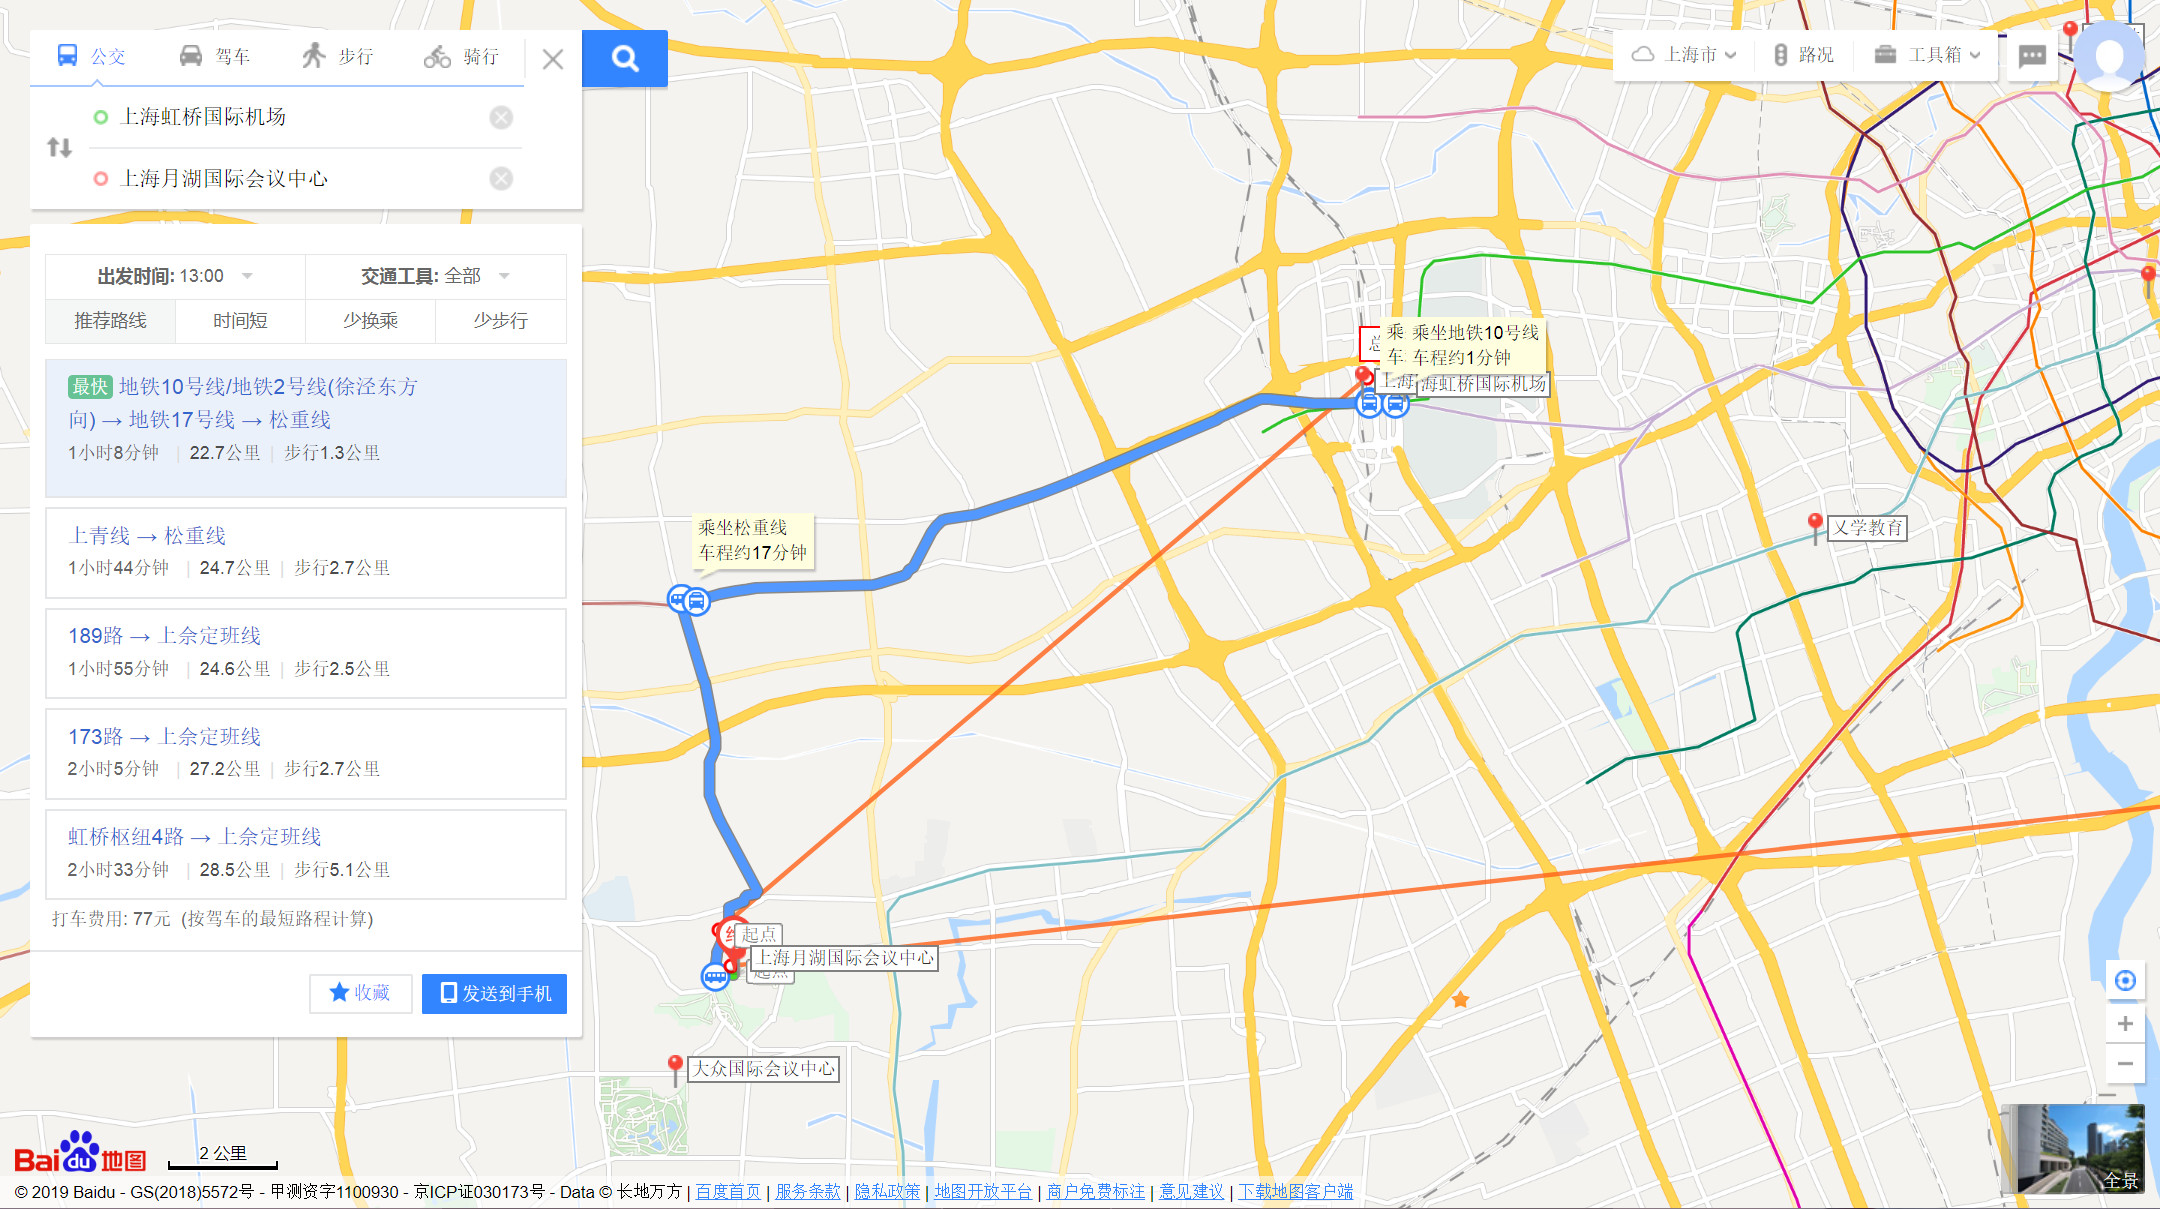 公交 驾车 步行 骑行
上海虹桥国际机场
上海月湖国际会议中心
出发时间: 13:00 交通工具: 全部
推荐路线 时间短 少换乘 少步行
最快 地铁10号线/地铁2号线(徐泾东方
向) → 地铁17号线 → 松重线
1小时8分钟 | 22.7公里 | 步行1.3公里
上青线 → 松重线
1小时44分钟 | 24.7公里 | 步行2.7公里
189路 → 上佘定班线
1小时55分钟 | 24.6公里 | 步行2.5公里
173路 → 上佘定班线
2小时5分钟 | 27.2公里 | 步行2.7公里
虹桥枢纽4路 → 上佘定班线
2小时33分钟 | 28.5公里 | 步行5.1公里
打车费用: 77元 (按驾车的最短路程计算)
收藏 发送到手机
上海市 路况 工具箱
乘 乘坐地铁10号线
车 车程约1分钟
上海 海虹桥国际机场
乘坐松重线
车程约17分钟
义学教育
起点
上海月湖国际会议中心
起点
大众国际会议中心
全景
Bai du 地图
2 公里
© 2019 Baidu - GS(2018)5572号 - 甲测资字1100930 - 京ICP证030173号 - Data © 长地万方 | 百度首页 | 服务条款 | 隐私政策 | 地图开放平台 | 商户免费标注 | 意见建议 | 下载地图客户端